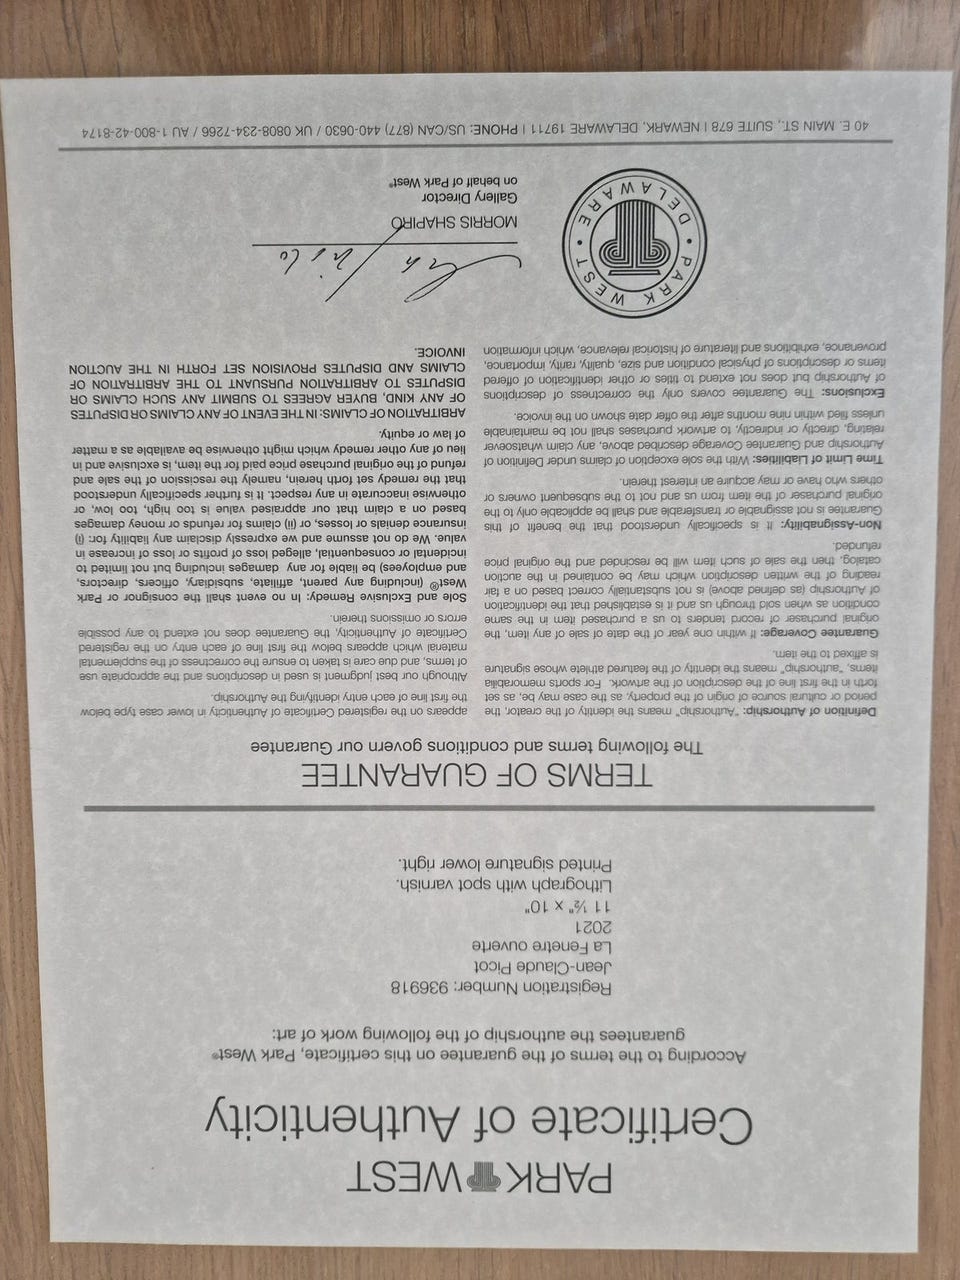 PARK WEST
Certificate of Authenticity
According to the terms of the guarantee on this certificate, Park West®
guarantees the authorship of the following work of art:
Registration Number: 936918
Jean-Claude Picot
La Fenetre ouverte
2021
11 ½" x 10"
Lithograph with spot varnish.
Printed signature lower right.
TERMS OF GUARANTEE
The following terms and conditions govern our Guarantee
Definition of Authorship: "Authorship" means the identity of the creator, the
period or cultural source of origin of the property, as the case may be, as set
forth in the first line of the description of the artwork. For sports memorabilia
items, "authorship" means the identity of the featured athlete whose signature
is affixed to the item.
Guarantee Coverage: If within one year of the date of sale of any item, the
original purchaser of record tenders to us a purchased item in the same
condition as when sold through us and it is established that the identification
of Authorship (as defined above) is not substantially correct based on a fair
reading of the written description which may be contained in the auction
catalog, then the sale of such item will be rescinded and the original price
refunded.
Non-Assignability: It is specifically understood that the benefit of this
Guarantee is not assignable or transferable and shall be applicable only to the
original purchaser of the item from us and not to the subsequent owners or
others who have or may acquire an interest therein.
Time Limit of Liabilities: With the sole exception of claims under Definition of
Authorship and Guarantee Coverage described above, any claim whatsoever
relating, directly or indirectly, to artwork purchases shall not be maintainable
unless filed within nine months after the offer date shown on the invoice.
Exclusions: The Guarantee covers only the correctness of descriptions
of Authorship but does not extend to titles or other identification of offered
items or descriptions of physical condition and size, quality, rarity, importance,
provenance, exhibitions and literature of historical relevance, which information
appears on the registered Certificate of Authenticity in lower case type below
the first line of each entry identifying the Authorship.
Although our best judgment is used in descriptions and the appropriate use
of terms, and due care is taken to ensure the correctness of the supplemental
material which appears below the first line of each entry on the registered
Certificate of Authenticity, the Guarantee does not extend to any possible
errors or omissions therein.
Sole and Exclusive Remedy: In no event shall the consignor or Park
West® (including any parent, affiliate, subsidiary, officers, directors,
and employees) be liable for any damages including but not limited to
incidental or consequential, alleged loss of profits or loss of increase in
value. We do not assume and we expressly disclaim any liability for: (i)
insurance denials or losses, or (ii) claims for refunds or money damages
based on a claim that our appraised value is too high, too low, or
otherwise inaccurate in any respect. It is further specifically understood
that the remedy set forth herein, namely the rescission of the sale and
refund of the original purchase price paid for the item, is exclusive and in
lieu of any other remedy which might otherwise be available as a matter
of law or equity.
ARBITRATION OF CLAIMS: IN THE EVENT OF ANY CLAIMS OR DISPUTES
OF ANY KIND, BUYER AGREES TO SUBMIT ANY SUCH CLAIMS OR
DISPUTES TO ARBITRATION PURSUANT TO THE ARBITRATION OF
CLAIMS AND DISPUTES PROVISION SET FORTH IN THE AUCTION
INVOICE.
PARK WEST • DELAWARE •
MORRIS SHAPIRO
Gallery Director
on behalf of Park West®
40 E. MAIN ST., SUITE 678 | NEWARK, DELAWARE 19711 | PHONE: US/CAN (877) 440-0630 / UK 0808-234-7266 / AU 1-800-42-8174